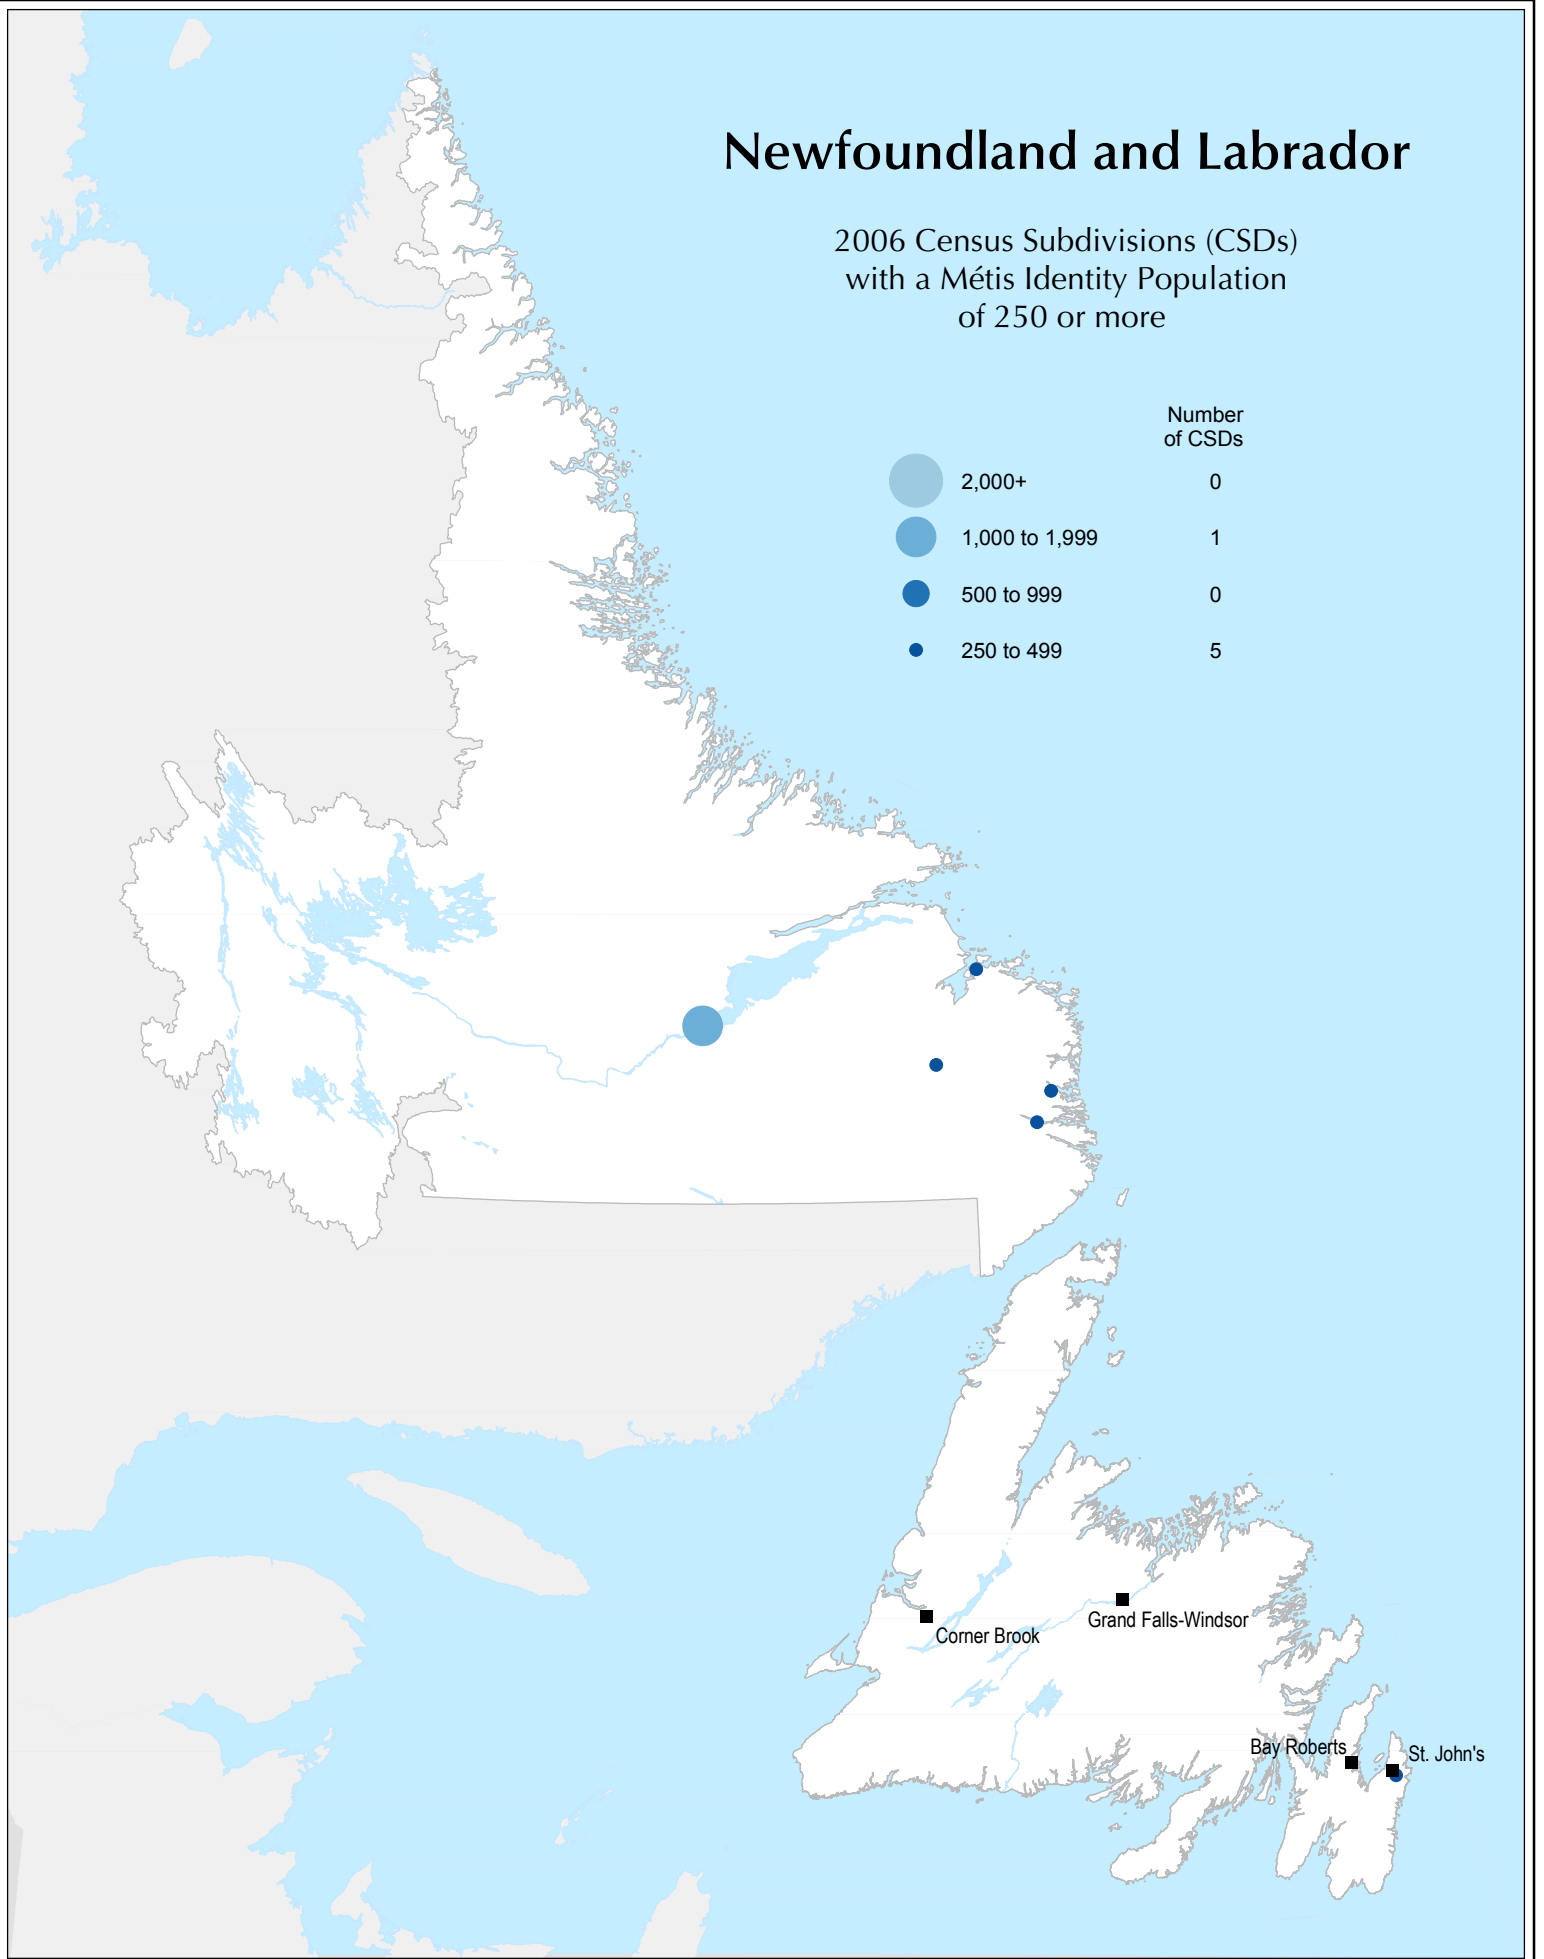 Newfoundland and Labrador
2006 Census Subdivisions (CSDs)
with a Métis Identity Population
of 250 or more
Number
of CSDs
2,000+ 0
1,000 to 1,999 1
500 to 999 0
250 to 499 5
Grand Falls-Windsor
Corner Brook
Bay Roberts
St. John's